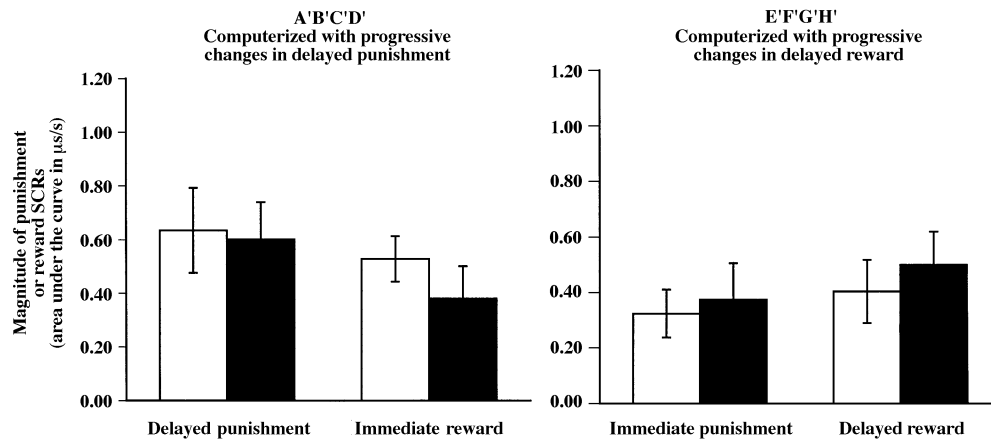 A'B'C'D'
Computerized with progressive
changes in delayed punishment
Magnitude of punishment
or reward SCRs
(area under the curve in μs/s)
1.20
1.00
0.80
0.60
0.40
0.20
0.00
Delayed punishment
Immediate reward
E'F'G'H'
Computerized with progressive
changes in delayed reward
1.20
1.00
0.80
0.60
0.40
0.20
0.00
Immediate punishment
Delayed reward